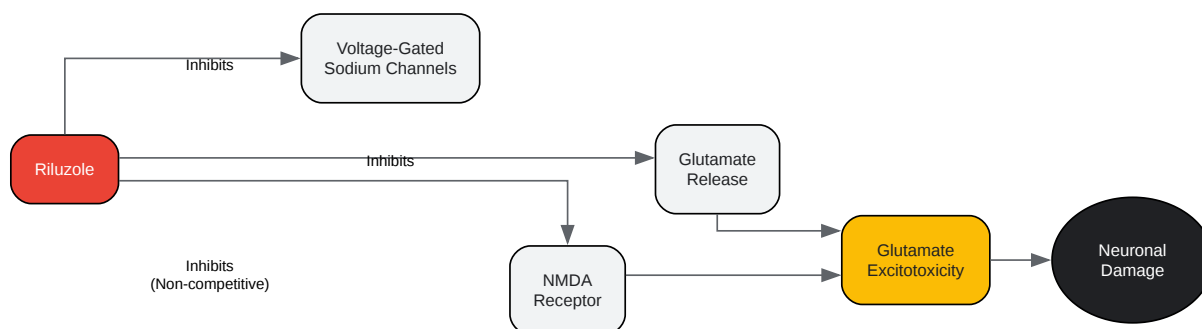 Voltage-Gated
Sodium Channels
Inhibits
Riluzole
Inhibits
Glutamate
Release
Inhibits
(Non-competitive)
NMDA
Receptor
Glutamate
Excitotoxicity
Neuronal
Damage